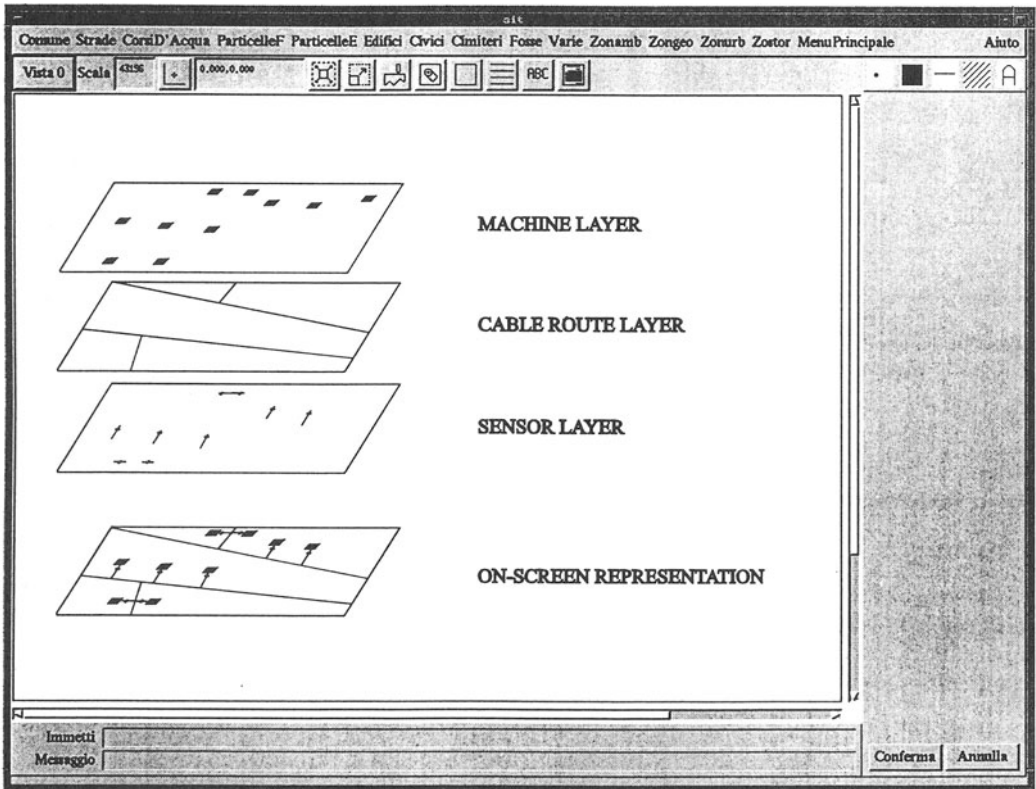 ait
Comune Strade CorsiD'Acqua ParticelleF ParticelleE Edifici Civici Cimiteri Fosse Varie Zonamb Zongeo Zonurb Zostor MenuPrincipale Aiuto
Vista 0 Scala 43196 0.000,0.000 ABC A
MACHINE LAYER
CABLE ROUTE LAYER
SENSOR LAYER
ON-SCREEN REPRESENTATION
Immetti
Messaggio
Conferma Annulla